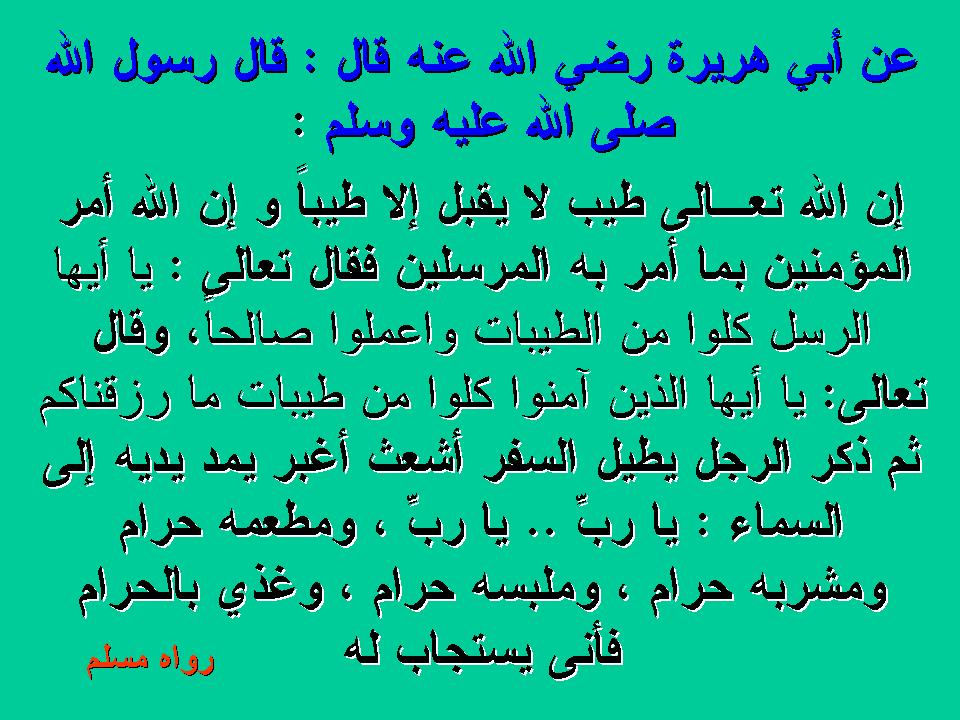 عن أبي هريرة رضي الله عنه قال : قال رسول الله
صلى الله عليه وسلم :
إن الله تعـــالى طيب لا يقبل إلا طيباً و إن الله أمر
المؤمنين بما أمر به المرسلين فقال تعالى : يا أيها
الرسل كلوا من الطيبات واعملوا صالحاً، وقال
تعالى: يا أيها الذين آمنوا كلوا من طيبات ما رزقناكم
ثم ذكر الرجل يطيل السفر أشعث أغبر يمد يديه إلى
السماء : يا ربِّ .. يا ربِّ ، ومطعمه حرام
ومشربه حرام ، وملبسه حرام ، وغذي بالحرام
فأنى يستجاب له
رواه مسلم